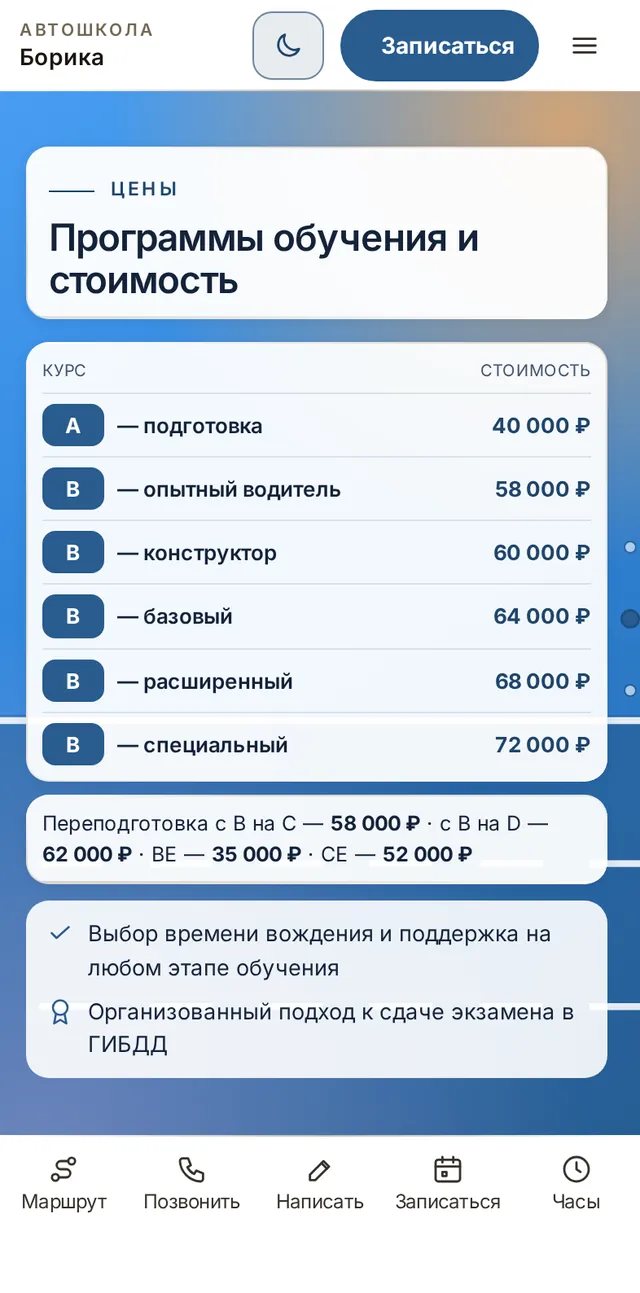 АВТОШКОЛА
Борика
Записаться
ЦЕНЫ
Программы обучения и
стоимость
КУРС СТОИМОСТЬ
A — подготовка 40 000 ₽
B — опытный водитель 58 000 ₽
B — конструктор 60 000 ₽
B — базовый 64 000 ₽
B — расширенный 68 000 ₽
B — специальный 72 000 ₽
Переподготовка с B на C — 58 000 ₽ · с B на D —
62 000 ₽ · BE — 35 000 ₽ · CE — 52 000 ₽
Выбор времени вождения и поддержка на
любом этапе обучения
Организованный подход к сдаче экзамена в
ГИБДД
Маршрут Позвонить Написать Записаться Часы